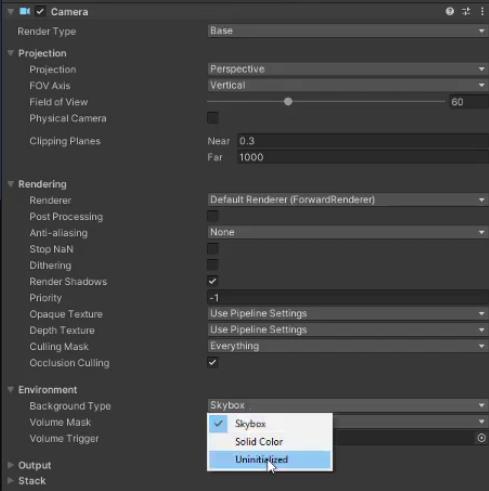 Camera
Render Type Base
Projection
Projection Perspective
FOV Axis Vertical
Field of View 60
Physical Camera
Clipping Planes Near 0.3
Far 1000
Rendering
Renderer Default Renderer (ForwardRenderer)
Post Processing
Anti-aliasing None
Stop NaN
Dithering
Render Shadows
Priority -1
Opaque Texture Use Pipeline Settings
Depth Texture Use Pipeline Settings
Culling Mask Everything
Occlusion Culling
Environment
Background Type Skybox
Volume Mask Skybox
Volume Trigger Solid Color
Uninitialized
Output
Stack